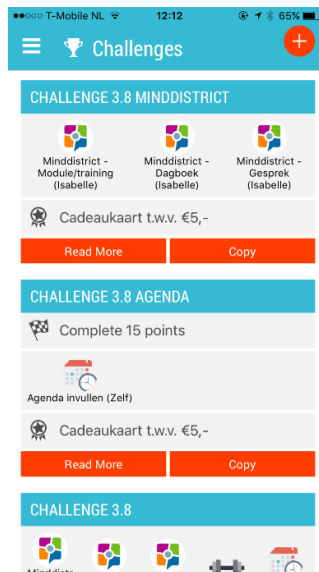 T-Mobile NL 12:12 65%
Challenges
CHALLENGE 3.8 MINDDISTRICT
Minddistrict -
Module/training
(Isabelle)
Minddistrict -
Dagboek
(Isabelle)
Minddistrict -
Gesprek
(Isabelle)
Cadeaukaart t.w.v. €5,-
Read More Copy
CHALLENGE 3.8 AGENDA
Complete 15 points
Agenda invullen (Zelf)
Cadeaukaart t.w.v. €5,-
Read More Copy
CHALLENGE 3.8